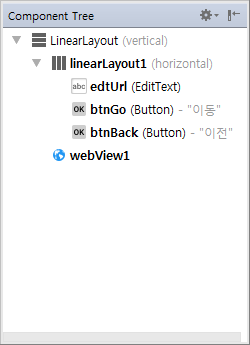 Component Tree
LinearLayout (vertical)
linearLayout1 (horizontal)
abc edtUrl (EditText)
OK btnGo (Button) - "이동"
OK btnBack (Button) - "이전"
webView1